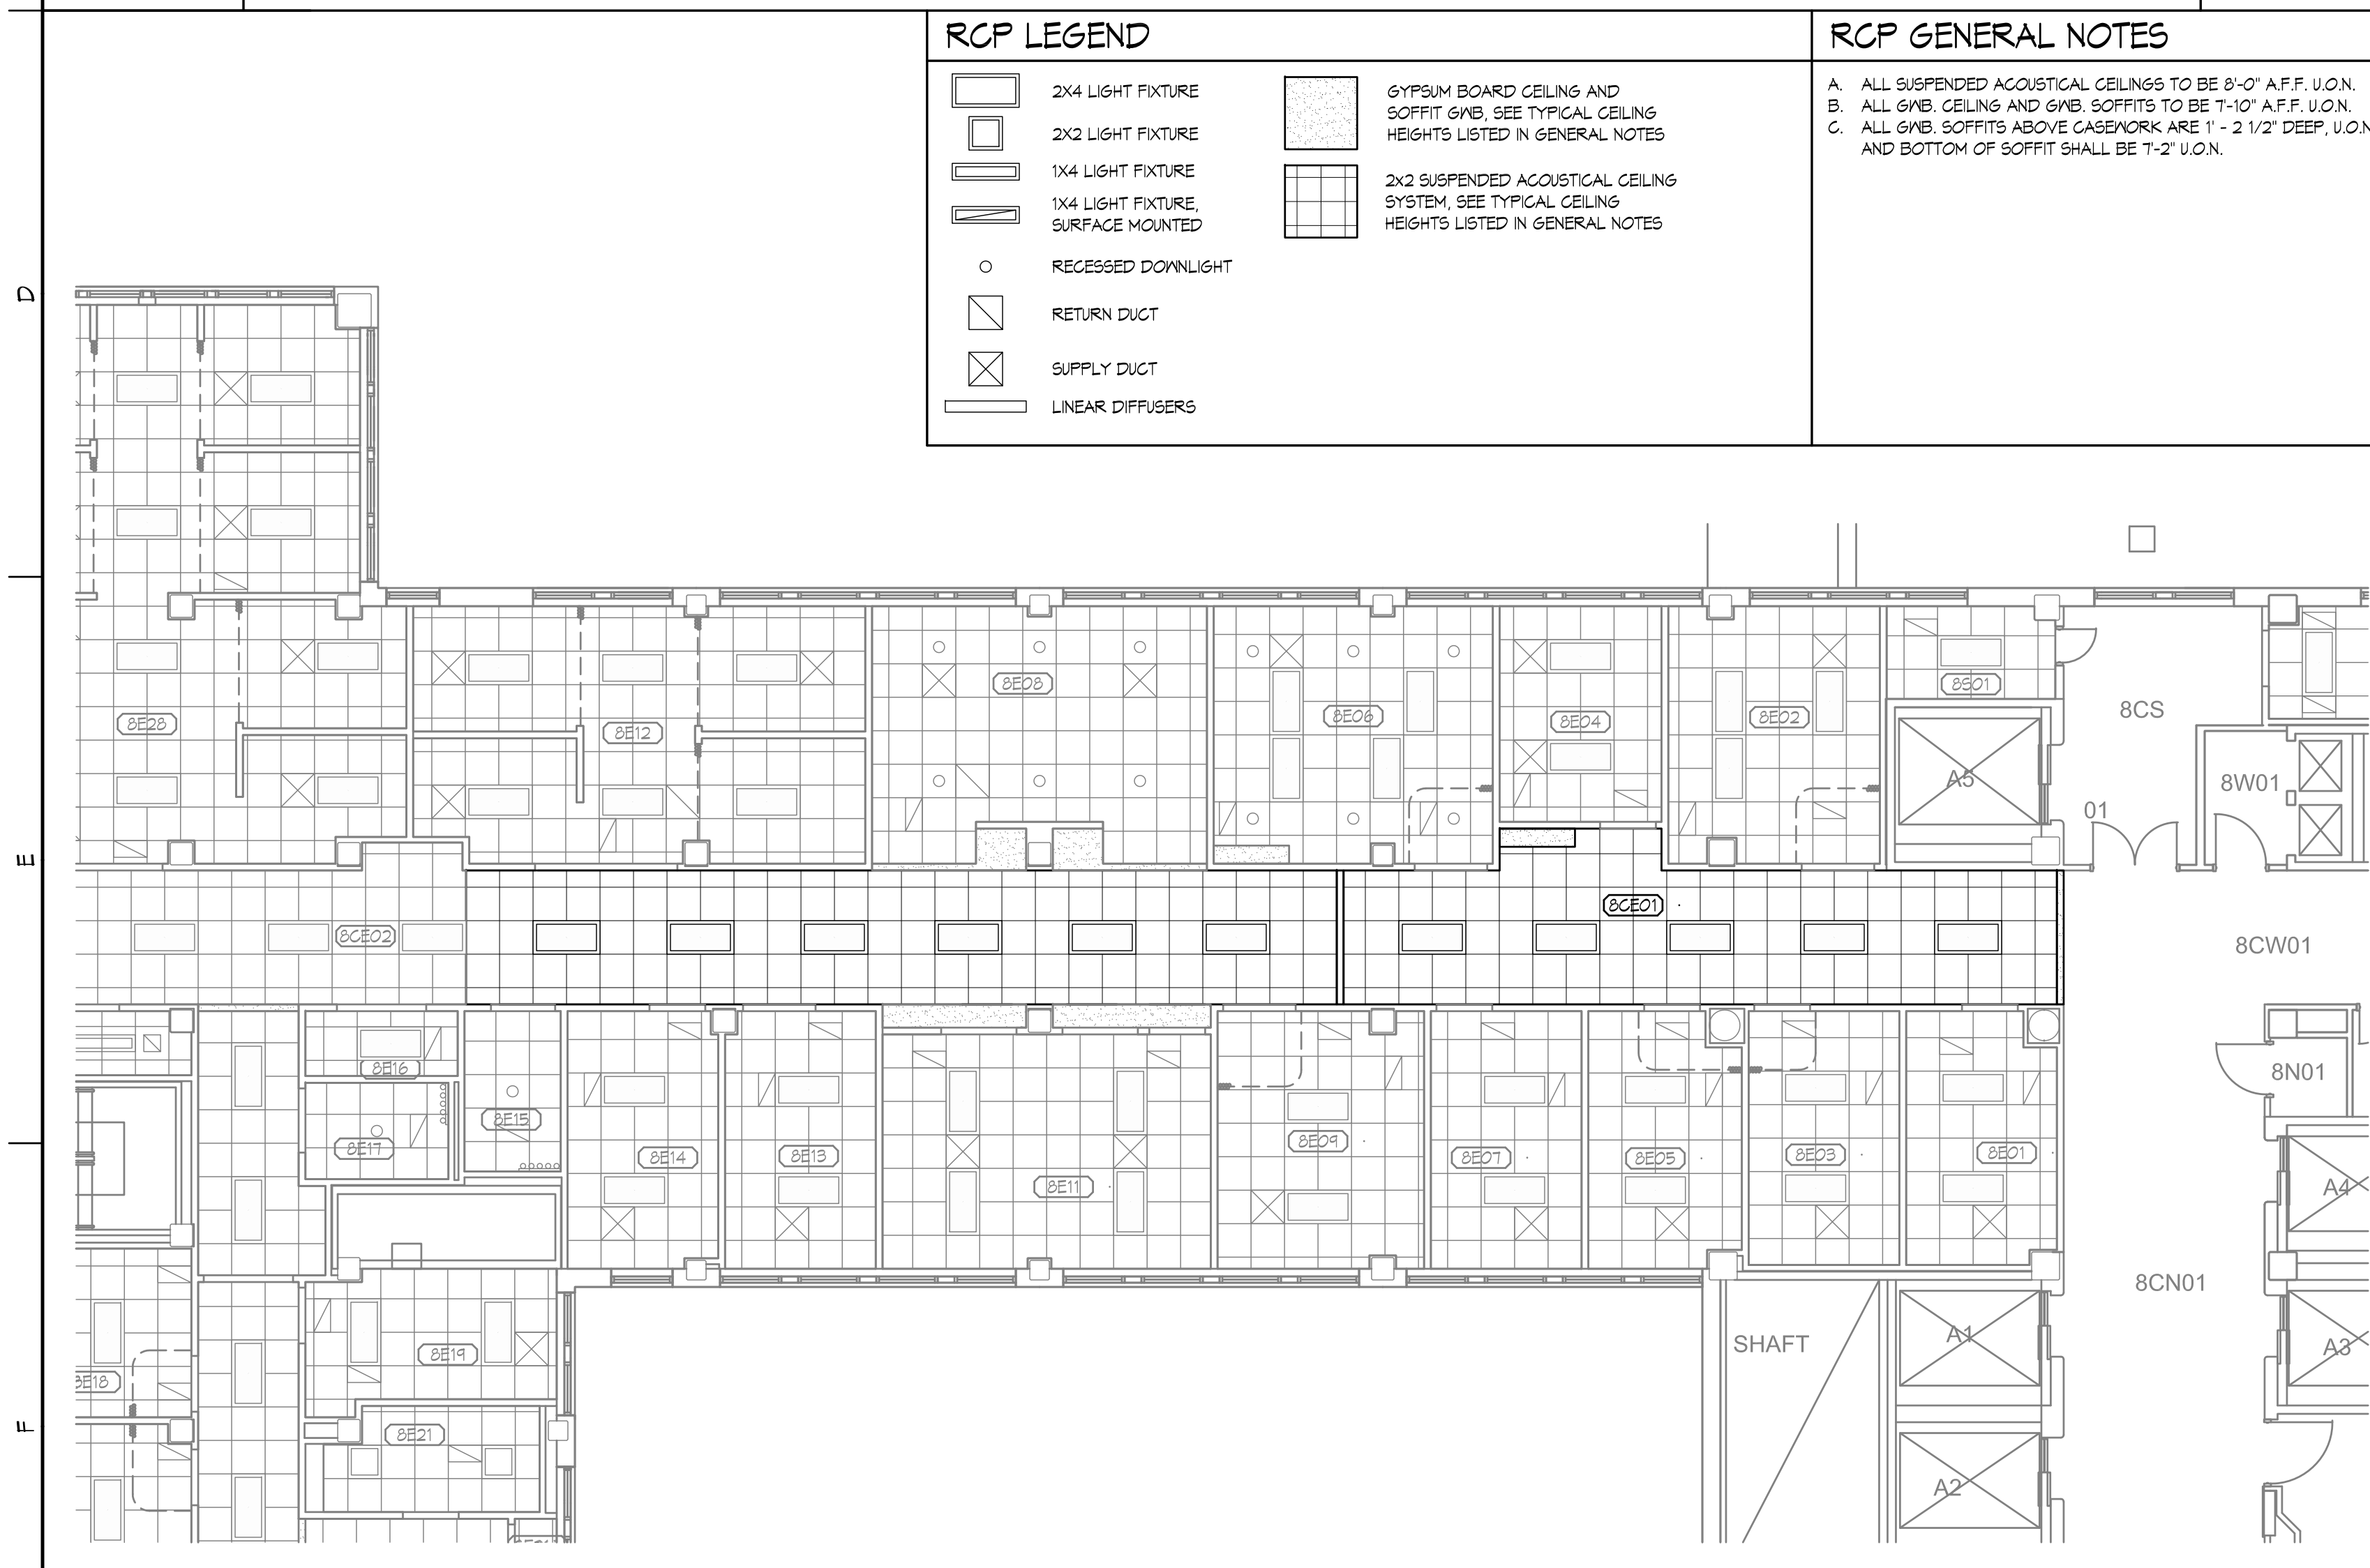 RCP LEGEND
2X4 LIGHT FIXTURE
2X2 LIGHT FIXTURE
1X4 LIGHT FIXTURE
1X4 LIGHT FIXTURE,
SURFACE MOUNTED
RECESSED DOWNLIGHT
RETURN DUCT
SUPPLY DUCT
LINEAR DIFFUSERS
GYPSUM BOARD CEILING AND
SOFFIT GWB, SEE TYPICAL CEILING
HEIGHTS LISTED IN GENERAL NOTES
2x2 SUSPENDED ACOUSTICAL CEILING
SYSTEM, SEE TYPICAL CEILING
HEIGHTS LISTED IN GENERAL NOTES
RCP GENERAL NOTES
A. ALL SUSPENDED ACOUSTICAL CEILINGS TO BE 8'-0" A.F.F. U.O.N.
B. ALL GWB. CEILING AND GWB. SOFFITS TO BE 7'-10" A.F.F. U.O.N.
C. ALL GWB. SOFFITS ABOVE CASEWORK ARE 1' - 2 1/2" DEEP, U.O.N
AND BOTTOM OF SOFFIT SHALL BE 7'-2" U.O.N.
D
E
F
8E28
8E12
8E08
8E06
8E04
8E02
8S01
8CS
A5
01
8W01
8CE02
8CE01
8CW01
8E16
8E17
8E15
8E14
8E13
8E11
8E09
8E07
8E05
8E03
8E01
8N01
A4
8CN01
8E19
8E18
8E21
SHAFT
A1
A3
A2